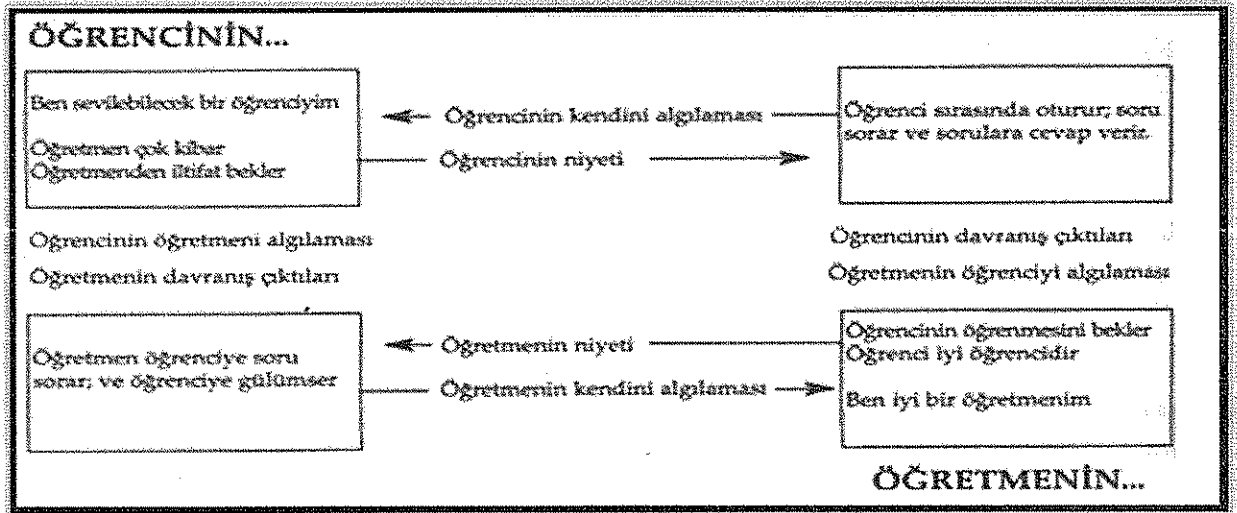 ÖĞRENCİNİN...
Ben sevilebilecek bir öğrenciyim
Öğretmen çok kibar
Öğretmenden iltifat bekler
Öğrencinin kendini algılaması
Öğrencinin niyeti
Öğrenci sırasında oturur; soru
sorar ve sorulara cevap verir.
Öğrencinin öğretmeni algılaması
Öğretmenin davranış çıktıları
Öğrencinin davranış çıktıları
Öğretmenin öğrenciyi algılaması
Öğretmen öğrenciye soru
sorar; ve öğrenciye gülümser
Öğretmenin niyeti
Öğretmenin kendini algılaması
Öğrencinin öğrenmesini bekler
Öğrenci iyi öğrencidir
Ben iyi bir öğretmenim
ÖĞRETMENİN...